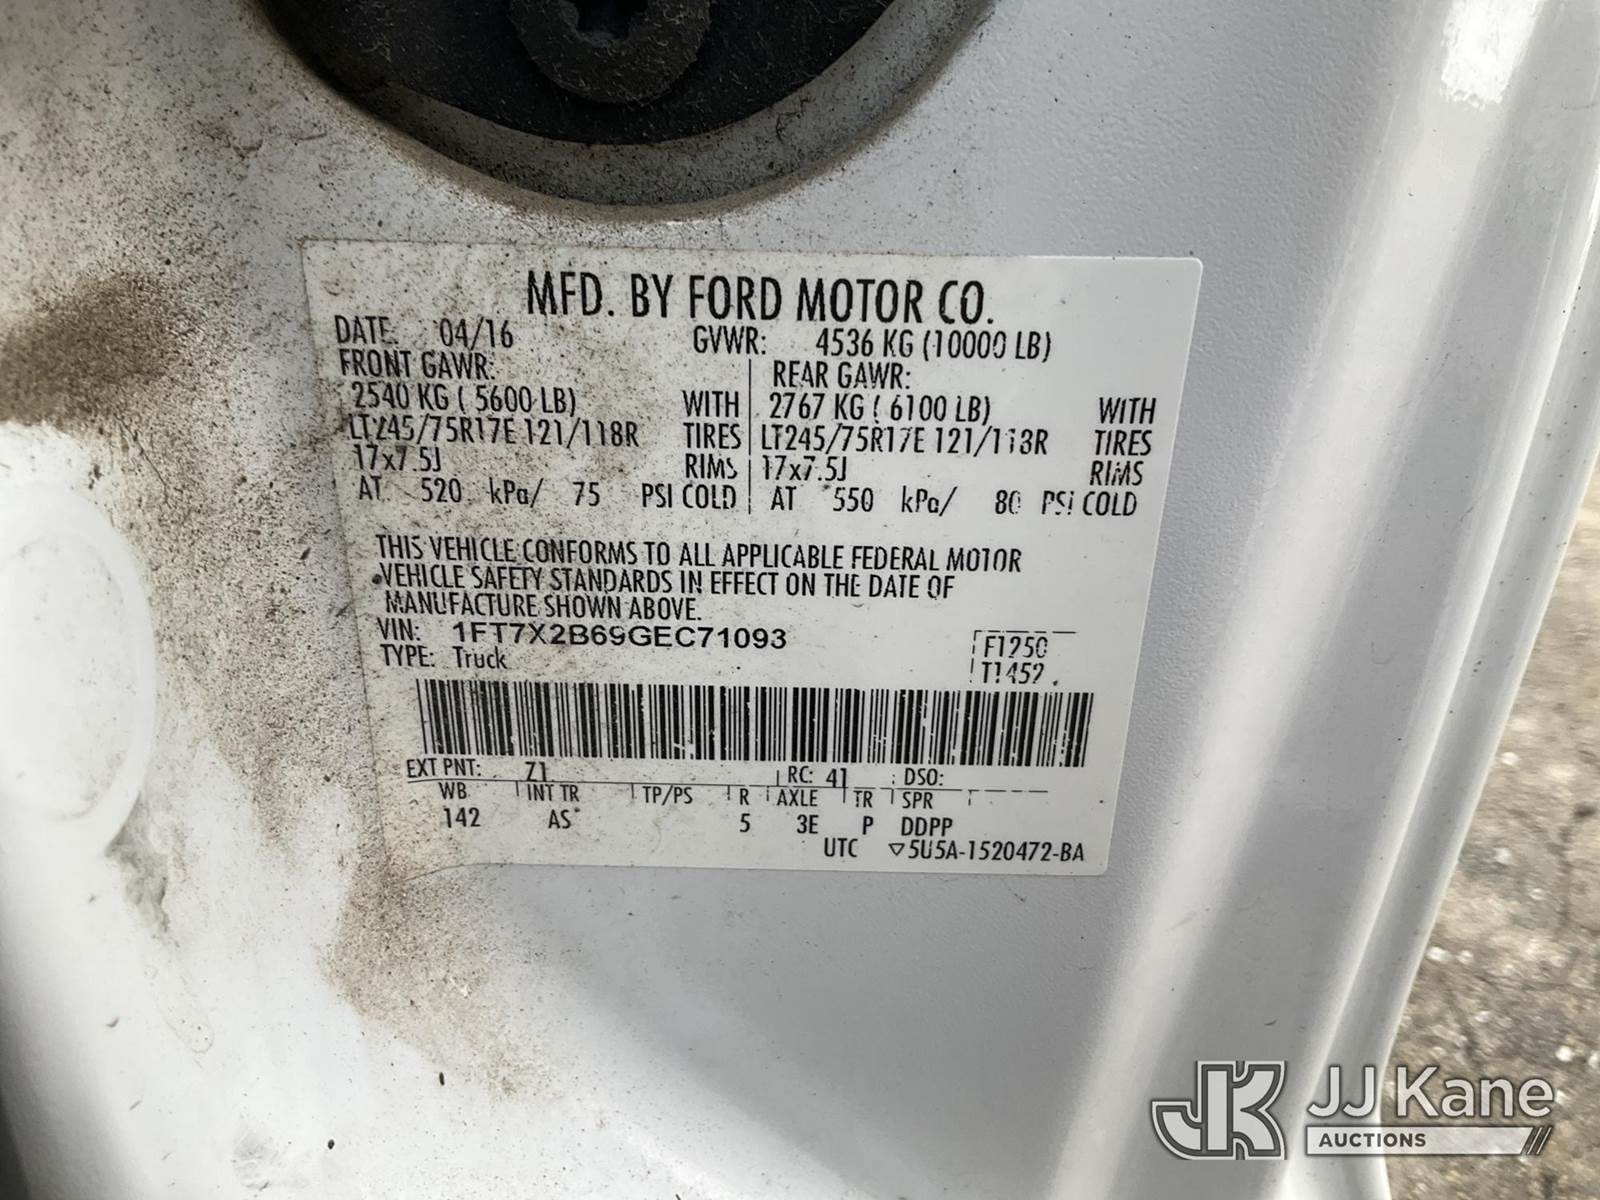 MFD. BY FORD MOTOR CO.
DATE: 04/16 GVWR: 4536 KG (10000 LB)
FRONT GAWR: REAR GAWR:
2540 KG ( 5600 LB) WITH 2767 KG ( 6100 LB) WITH
LT245/75R17E 121/118R TIRES LT245/75R17E 121/118R TIRES
17x7.5J RIMS 17x7.5J RIMS
AT 520 kPa/ 75 PSI COLD AT 550 kPa/ 80 PSI COLD
THIS VEHICLE CONFORMS TO ALL APPLICABLE FEDERAL MOTOR
VEHICLE SAFETY STANDARDS IN EFFECT ON THE DATE OF
MANUFACTURE SHOWN ABOVE.
VIN: 1FT7X2B69GEC71093 F1250
TYPE: Truck T1452
EXT PNT: Z1 RC: 41 DSO:
WB INT TR TP/PS R AXLE TR SPR
142 AS 5 3E P DDPP
UTC ▽5U5A-1520472-BA
JK JJ Kane
AUCTIONS